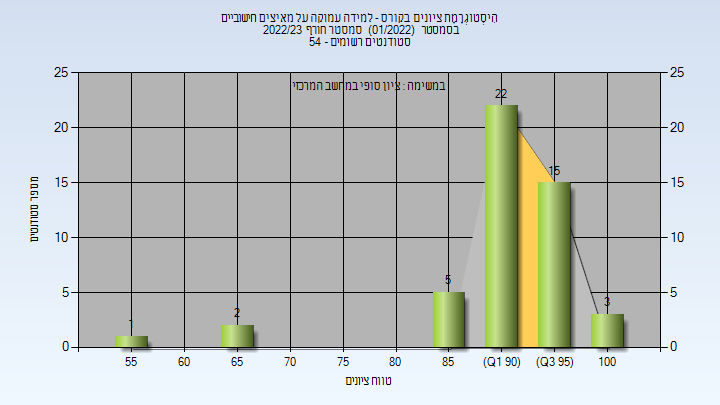 היסטוגרמת ציונים בקורס - למידה עמוקה על מאיצים חישוביים
בסמסטר (01/2022) סמסטר חורף 2022/23
סטודנטים רשומים - 54
במשימה : ציון סופי במחשב המרכזי
25 25
20 20
15 15
10 10
5 5
0 0
מספר סטודנטים
1 2 5 22 15 3
55 60 65 70 75 80 85 (Q1 90) (Q3 95) 100
טווח ציונים